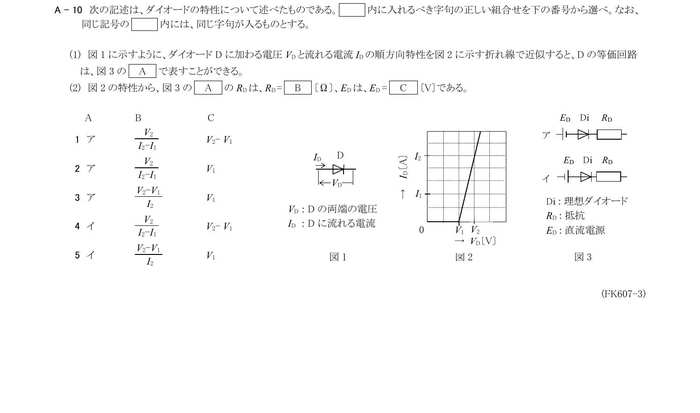 A－10 次の記述は、ダイオードの特性について述べたものである。□内に入れるべき字句の正しい組合せを下の番号から選べ。なお、
同じ記号の□内には、同じ字句が入るものとする。
(1) 図1に示すように、ダイオードDに加わる電圧VDと流れる電流IDの順方向特性を図2に示す折れ線で近似すると、Dの等価回路
は、図3の A で表すことができる。
(2) 図2の特性から、図3の A のRDは、RD= B [Ω]、EDは、ED= C [V]である。
A B C
1 ア V2/(I2−I1) V2−V1
2 ア V2/(I2−I1) V1
3 ア (V2−V1)/I2 V1
4 イ V2/(I2−I1) V2−V1
5 イ (V2−V1)/I2 V1
ID D
VD
VD：Dの両端の電圧
ID：Dに流れる電流
図1
ID[A]
I2
I1
0 V1 V2
→ VD[V]
図2
ED Di RD
ア
ED Di RD
イ
Di：理想ダイオード
RD：抵抗
ED：直流電源
図3
(FK607-3)